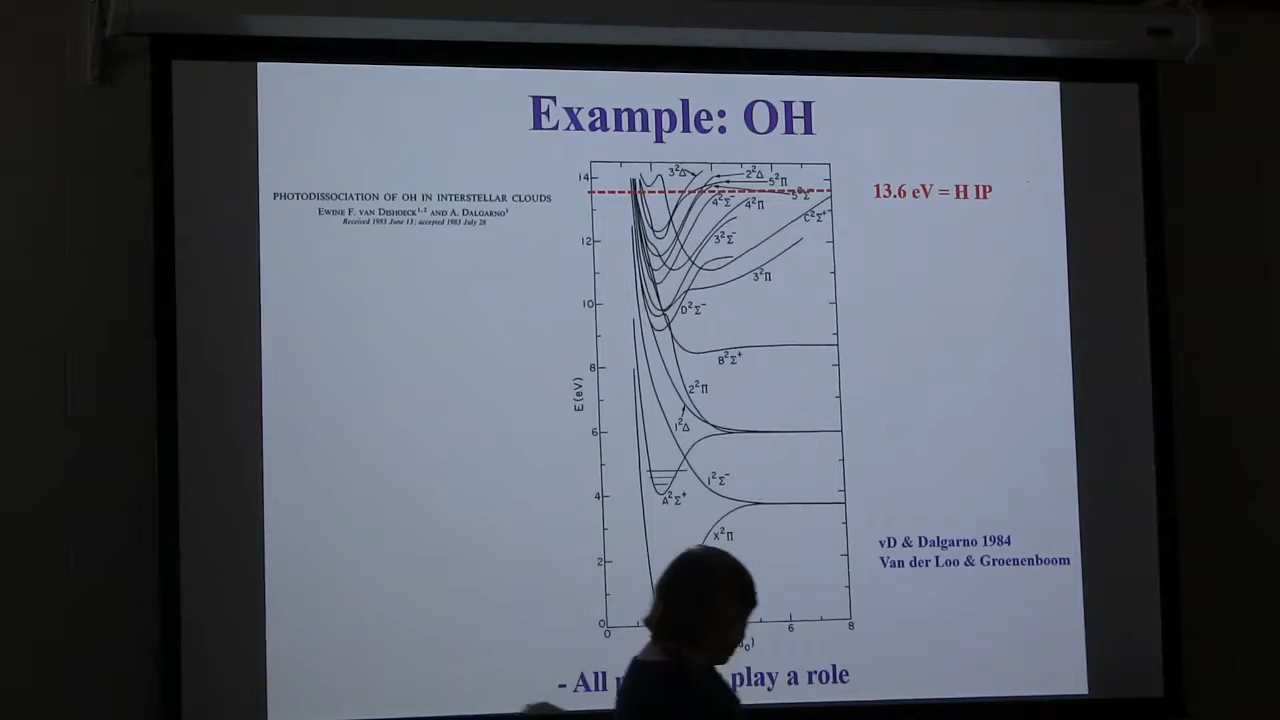 Example: OH
PHOTODISSOCIATION OF OH IN INTERSTELLAR CLOUDS
EWINE F. VAN DISHOECK¹,² AND A. DALGARNO¹
Received 1983 June 13; accepted 1983 July 28
13.6 eV = H IP
14
12
10
8
6
4
2
0
E (eV)
3²Δ
2²Δ
5²Π
5²Σ⁻
4²Σ⁻
4²Π
C²Σ⁺
3²Σ⁻
3²Π
D²Σ⁻
B²Σ⁺
2²Π
1²Δ
1²Σ⁻
A²Σ⁺
X²Π
0
6
8
vD & Dalgarno 1984
Van der Loo & Groenenboom
- All play a role